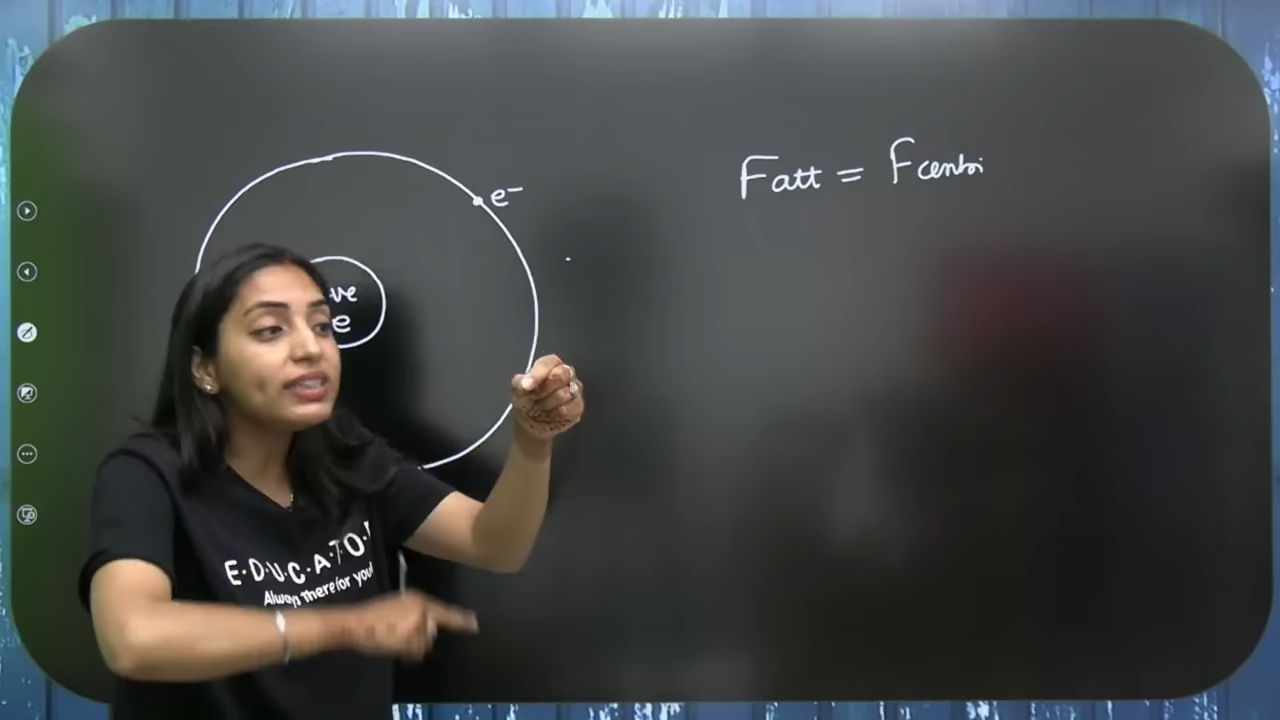 Fatt = Fcentri
e⁻
ve
e
E·D·U·C·A·T·O·R
Always there for you!